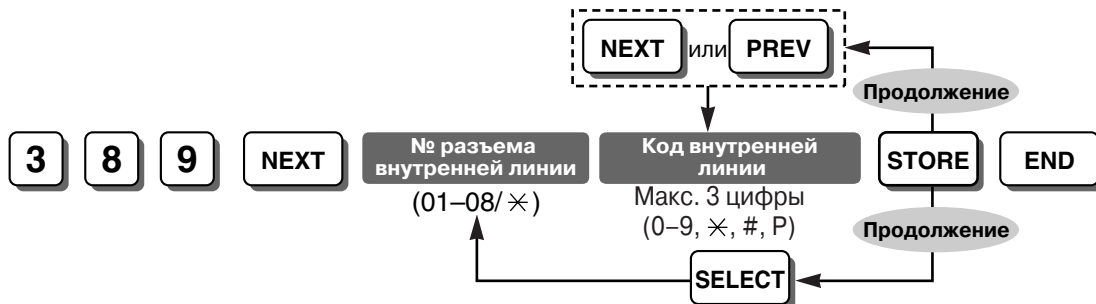 NEXT или PREV
Продолжение
3 8 9 NEXT
№ разъема
внутренней линии
(01–08/✳)
Код внутренней
линии
Макс. 3 цифры
(0–9, ✳, #, P)
STORE
END
Продолжение
SELECT